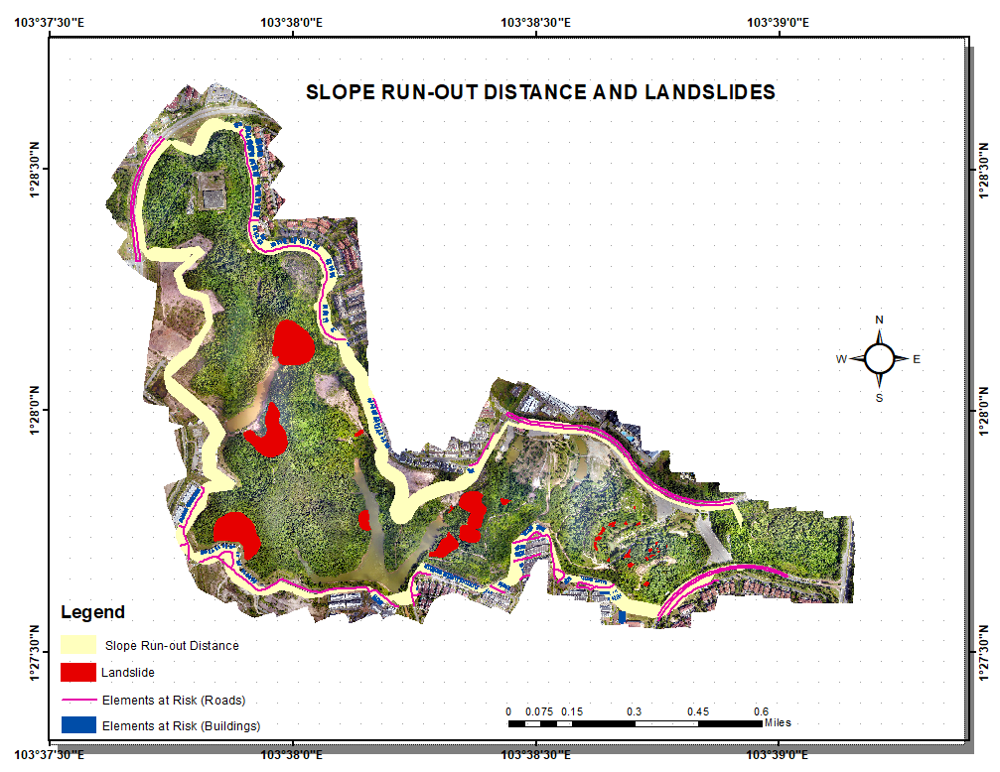 103°37'30"E 103°38'0"E 103°38'30"E 103°39'0"E
SLOPE RUN-OUT DISTANCE AND LANDSLIDES
1°28'30"N 1°28'30"N
N
W E
S
1°28'0"N 1°28'0"N
1°27'30"N 1°27'30"N
Legend
Slope Run-out Distance
Landslide
Elements at Risk (Roads)
Elements at Risk (Buildings)
0 0.075 0.15 0.3 0.45 0.6
Miles
103°37'30"E 103°38'0"E 103°38'30"E 103°39'0"E